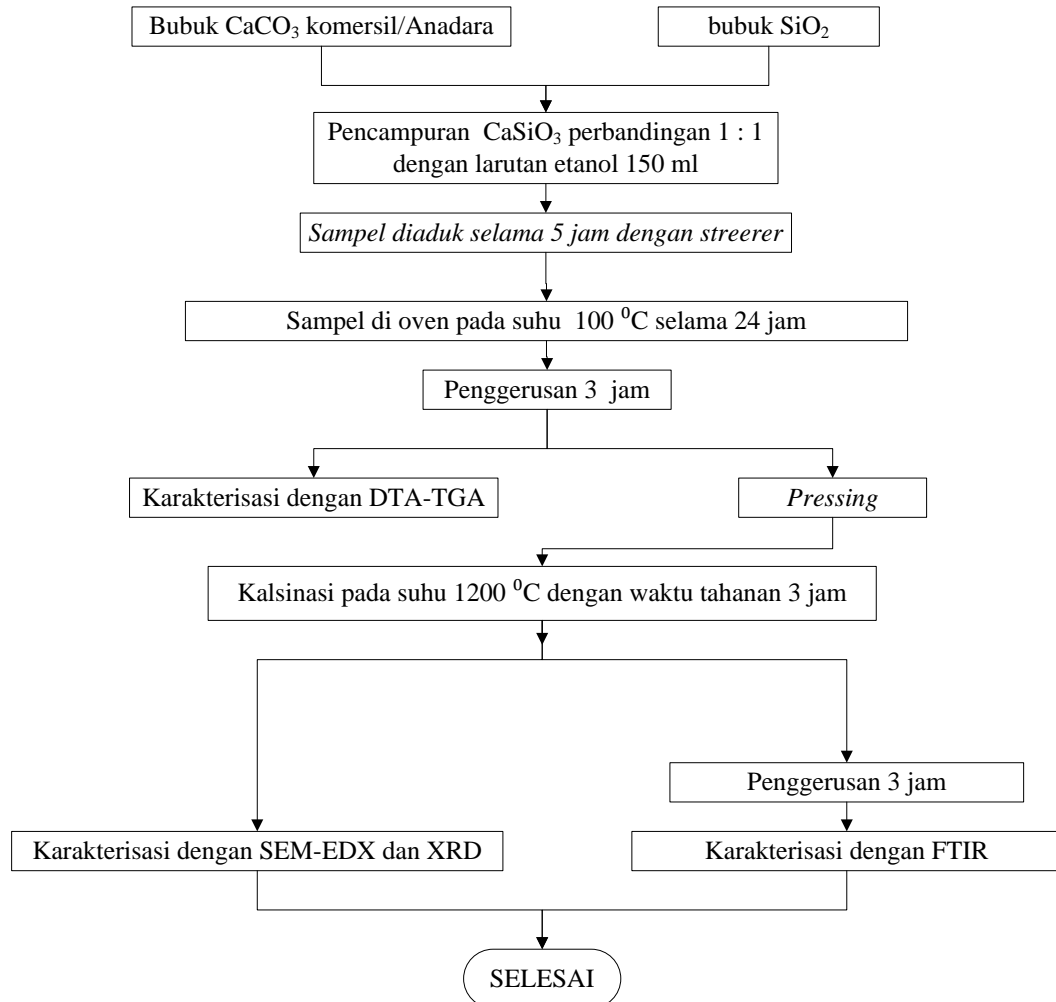 Bubuk CaCO₃ komersil/Anadara
bubuk SiO₂
Pencampuran CaSiO₃ perbandingan 1 : 1
dengan larutan etanol 150 ml
Sampel diaduk selama 5 jam dengan streerer
Sampel di oven pada suhu 100 ⁰C selama 24 jam
Penggerusan 3 jam
Karakterisasi dengan DTA-TGA
Pressing
Kalsinasi pada suhu 1200 ⁰C dengan waktu tahanan 3 jam
Penggerusan 3 jam
Karakterisasi dengan SEM-EDX dan XRD
Karakterisasi dengan FTIR
SELESAI